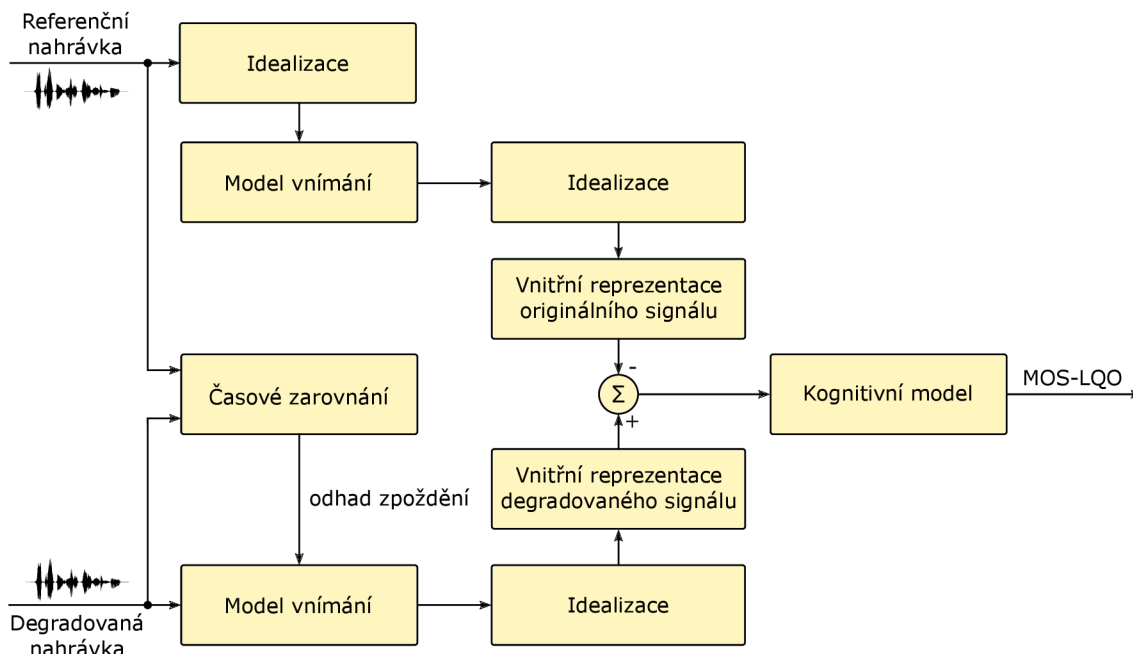 Referenční
nahrávka
Idealizace
Model vnímání
Idealizace
Vnitřní reprezentace
originálního signálu
Časové zarovnání
-
Σ
+
Kognitivní model
MOS-LQO
odhad zpoždění
Vnitřní reprezentace
degradovaného signálu
Model vnímání
Idealizace
Degradovaná
nahrávka